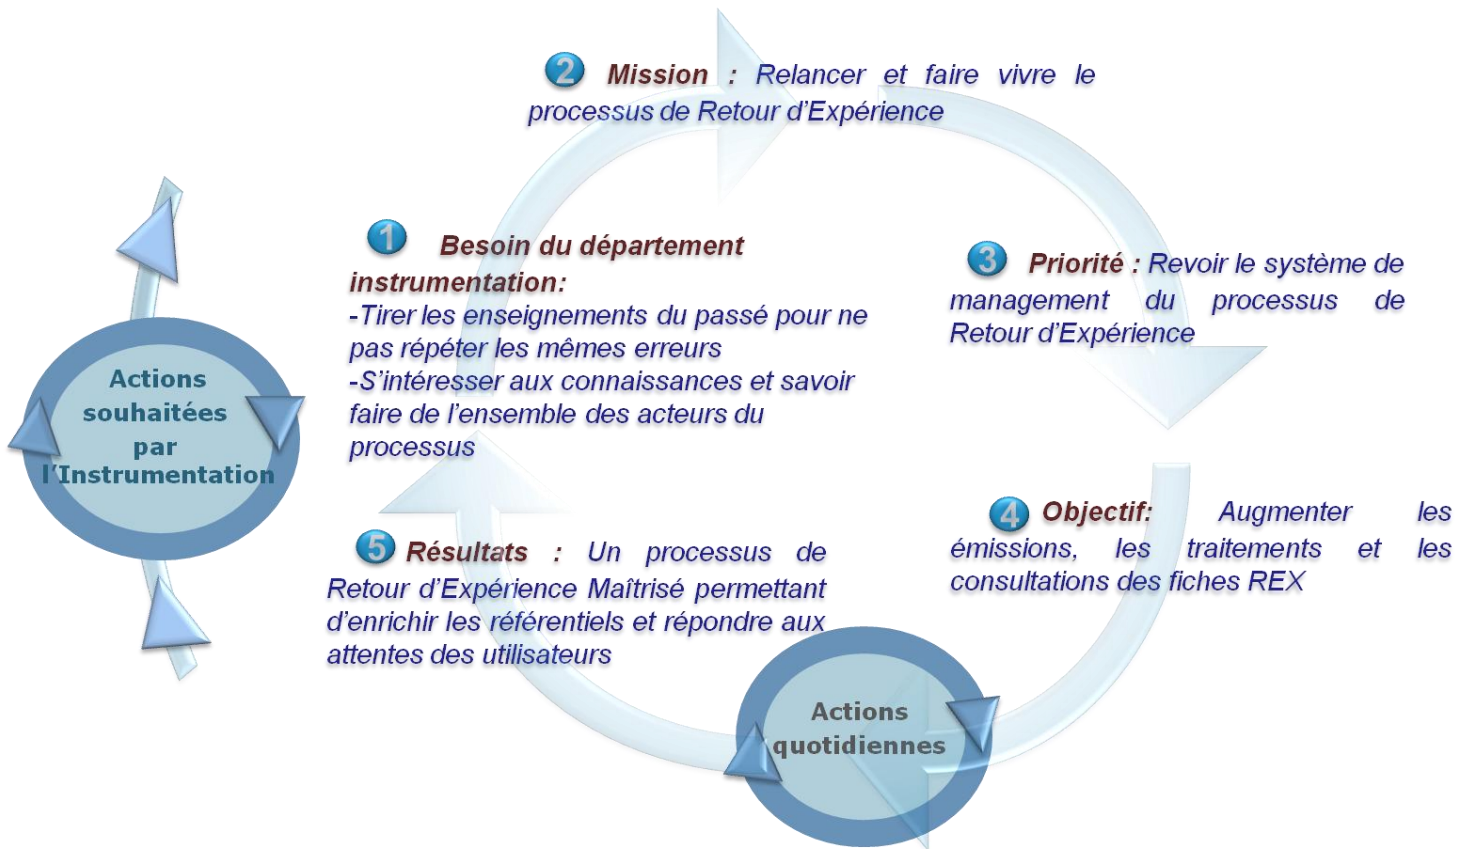 2 Mission : Relancer et faire vivre le
processus de Retour d'Expérience
1 Besoin du département
instrumentation:
-Tirer les enseignements du passé pour ne
pas répéter les mêmes erreurs
-S'intéresser aux connaissances et savoir
faire de l'ensemble des acteurs du
processus
3 Priorité : Revoir le système de
management du processus de
Retour d'Expérience
Actions
souhaitées
par
l'Instrumentation
4 Objectif: Augmenter les
émissions, les traitements et les
consultations des fiches REX
5 Résultats : Un processus de
Retour d'Expérience Maîtrisé permettant
d'enrichir les référentiels et répondre aux
attentes des utilisateurs
Actions
quotidiennes